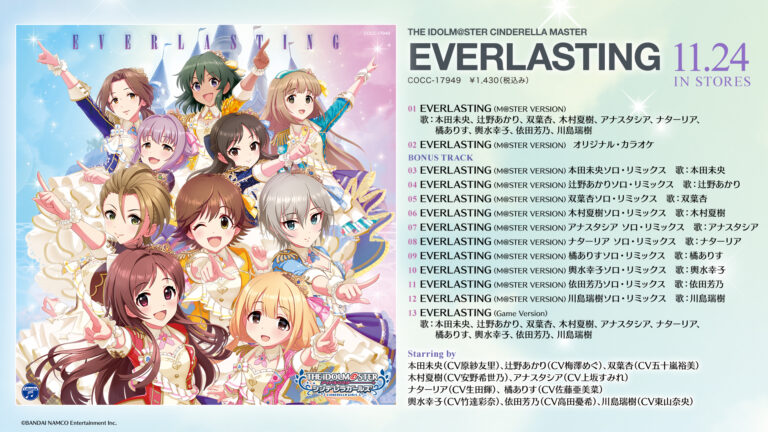 EVERLASTING
COCC-17949
THE IDOLM@STER
シンデレラガールズ
THE IDOLM@STER CINDERELLA MASTER
EVERLASTING 11.24
COCC-17949 ￥1,430(税込み)
IN STORES
01 EVERLASTING (M@STER VERSION)
歌：本田未央、辻野あかり、双葉杏、木村夏樹、アナスタシア、ナターリア、
橘ありす、輿水幸子、依田芳乃、川島瑞樹
02 EVERLASTING (M@STER VERSION) オリジナル・カラオケ
BONUS TRACK
03 EVERLASTING (M@STER VERSION) 本田未央ソロ・リミックス 歌：本田未央
04 EVERLASTING (M@STER VERSION) 辻野あかりソロ・リミックス 歌：辻野あかり
05 EVERLASTING (M@STER VERSION) 双葉杏ソロ・リミックス 歌：双葉杏
06 EVERLASTING (M@STER VERSION) 木村夏樹ソロ・リミックス 歌：木村夏樹
07 EVERLASTING (M@STER VERSION) アナスタシア ソロ・リミックス 歌：アナスタシア
08 EVERLASTING (M@STER VERSION) ナターリア ソロ・リミックス 歌：ナターリア
09 EVERLASTING (M@STER VERSION) 橘ありすソロ・リミックス 歌：橘ありす
10 EVERLASTING (M@STER VERSION) 輿水幸子ソロ・リミックス 歌：輿水幸子
11 EVERLASTING (M@STER VERSION) 依田芳乃ソロ・リミックス 歌：依田芳乃
12 EVERLASTING (M@STER VERSION) 川島瑞樹ソロ・リミックス 歌：川島瑞樹
13 EVERLASTING (Game Version)
歌：本田未央、辻野あかり、双葉杏、木村夏樹、アナスタシア、ナターリア、
橘ありす、輿水幸子、依田芳乃、川島瑞樹
Starring by
本田未央(CV原紗友里)、辻野あかり(CV梅澤めぐ)、双葉杏(CV五十嵐裕美)
木村夏樹(CV安野希世乃)、アナスタシア(CV上坂すみれ)
ナターリア(CV生田輝)、橘ありす(CV佐藤亜美菜)
輿水幸子(CV竹達彩奈)、依田芳乃(CV高田憂希)、川島瑞樹(CV東山奈央)
©BANDAI NAMCO Entertainment Inc.